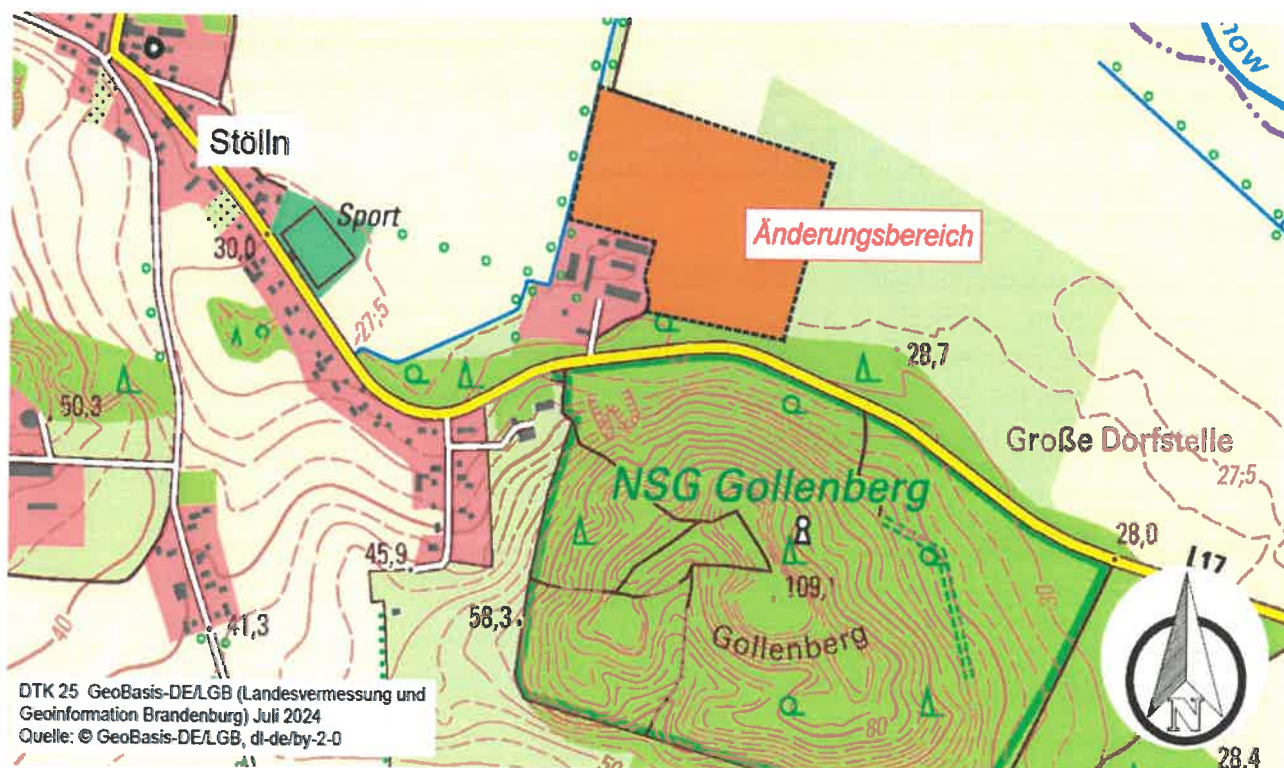 now
Stölln
Sport
30,0
Änderungsbereich
27,5
28,7
50,3
Große Dorfstelle
27,5
NSG Gollenberg
28,0
L17
45,9
109,1
30
58,3
Gollenberg
40
41,3
DTK 25 GeoBasis-DE/LGB (Landesvermessung und
Geoinformation Brandenburg) Juli 2024
Quelle: © GeoBasis-DE/LGB, dl-de/by-2-0
80
50
N
28,4